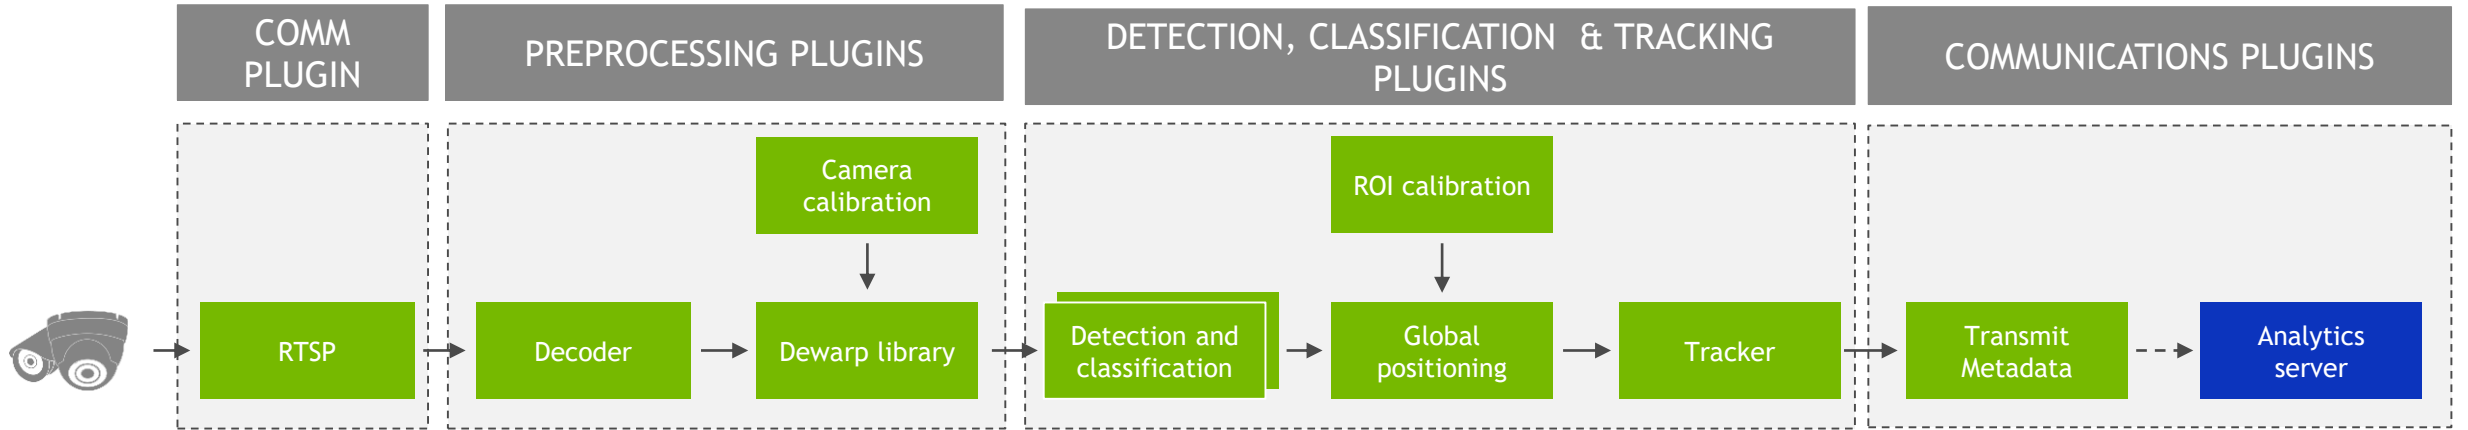 COMM
PLUGIN
PREPROCESSING PLUGINS
DETECTION, CLASSIFICATION & TRACKING
PLUGINS
COMMUNICATIONS PLUGINS
Camera
calibration
ROI calibration
RTSP
Decoder
Dewarp library
Detection and
classification
Global
positioning
Tracker
Transmit
Metadata
Analytics
server